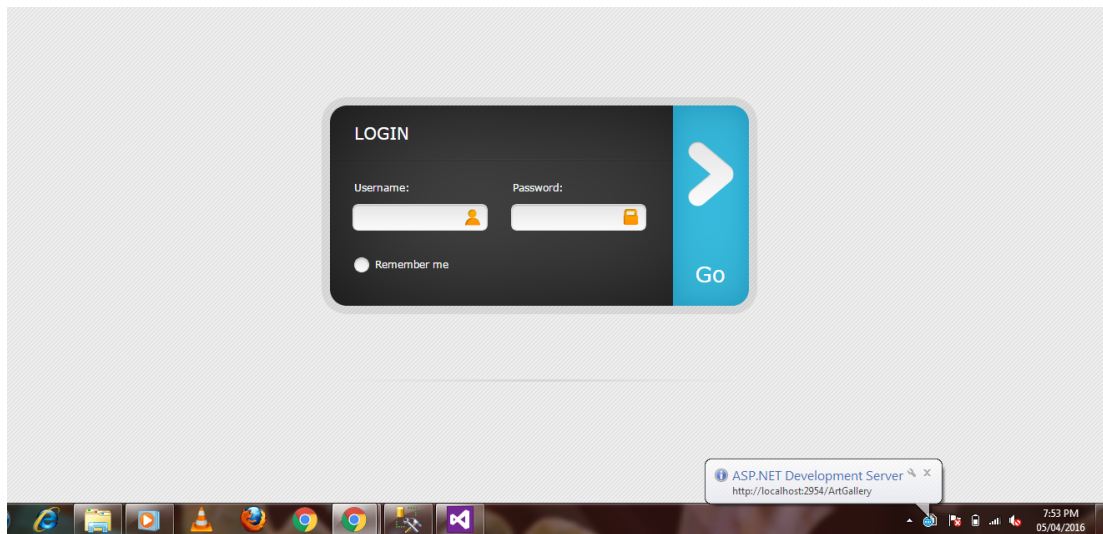 LOGIN
Username: Password:
Remember me
Go
ASP.NET Development Server
http://localhost:2954/ArtGallery
7:53 PM
05/04/2016